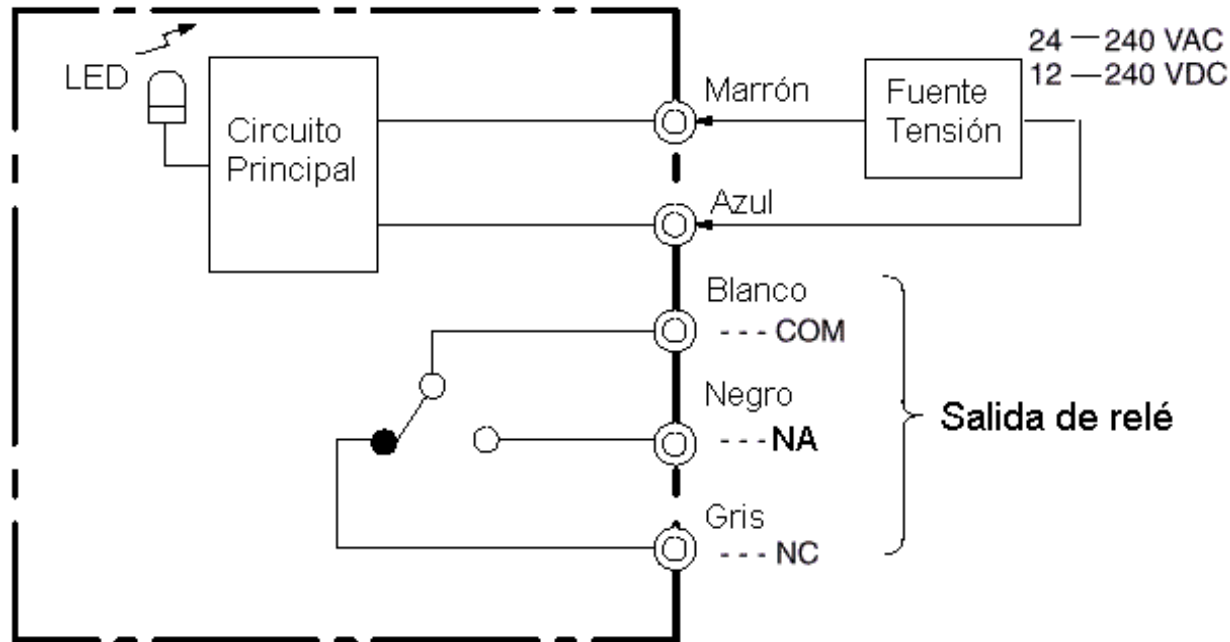 24 — 240 VAC
12 — 240 VDC
LED
Marrón
Fuente
Tensión
Circuito
Principal
Azul
Blanco
- - - COM
Negro
- - - NA
Salida de relé
Gris
- - - NC